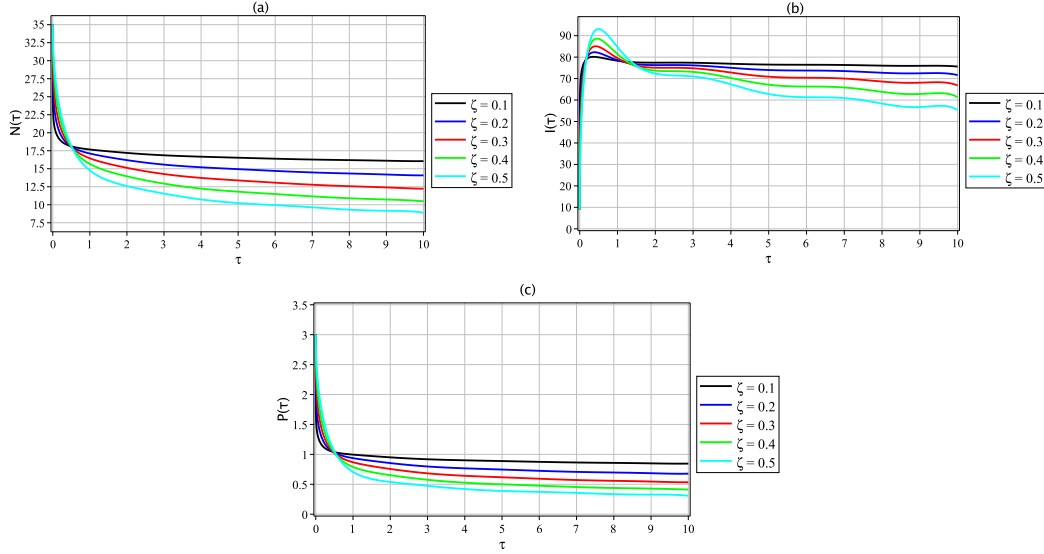 (a)
35
32.5
30
27.5
25
22.5
20
17.5
15
12.5
10
7.5
N(τ)
0 1 2 3 4 5 6 7 8 9 10
τ
ζ = 0.1
ζ = 0.2
ζ = 0.3
ζ = 0.4
ζ = 0.5
(b)
90
80
70
60
50
40
30
20
10
0
I(τ)
0 1 2 3 4 5 6 7 8 9 10
τ
ζ = 0.1
ζ = 0.2
ζ = 0.3
ζ = 0.4
ζ = 0.5
(c)
3.5
3
2.5
2
1.5
1
0.5
0
P(τ)
0 1 2 3 4 5 6 7 8 9 10
τ
ζ = 0.1
ζ = 0.2
ζ = 0.3
ζ = 0.4
ζ = 0.5